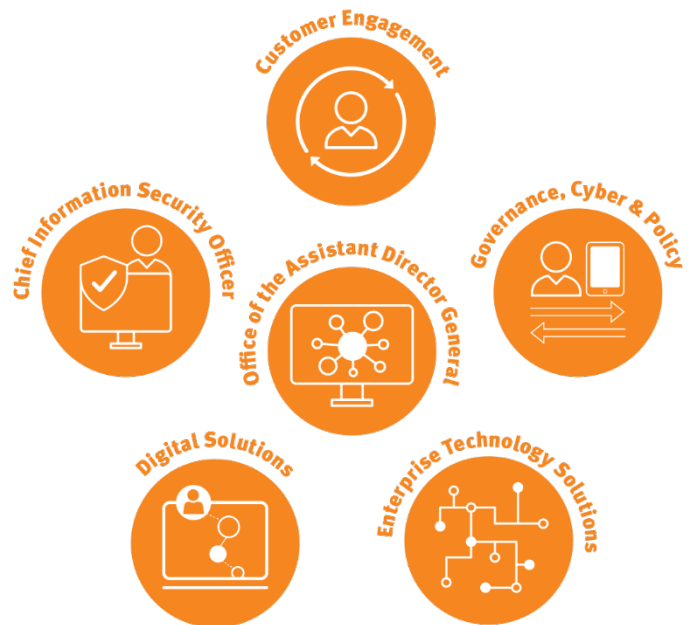 Customer Engagement
Chief Information Security Officer
Governance, Cyber & Policy
Office of the Assistant Director General
Digital Solutions
Enterprise Technology Solutions